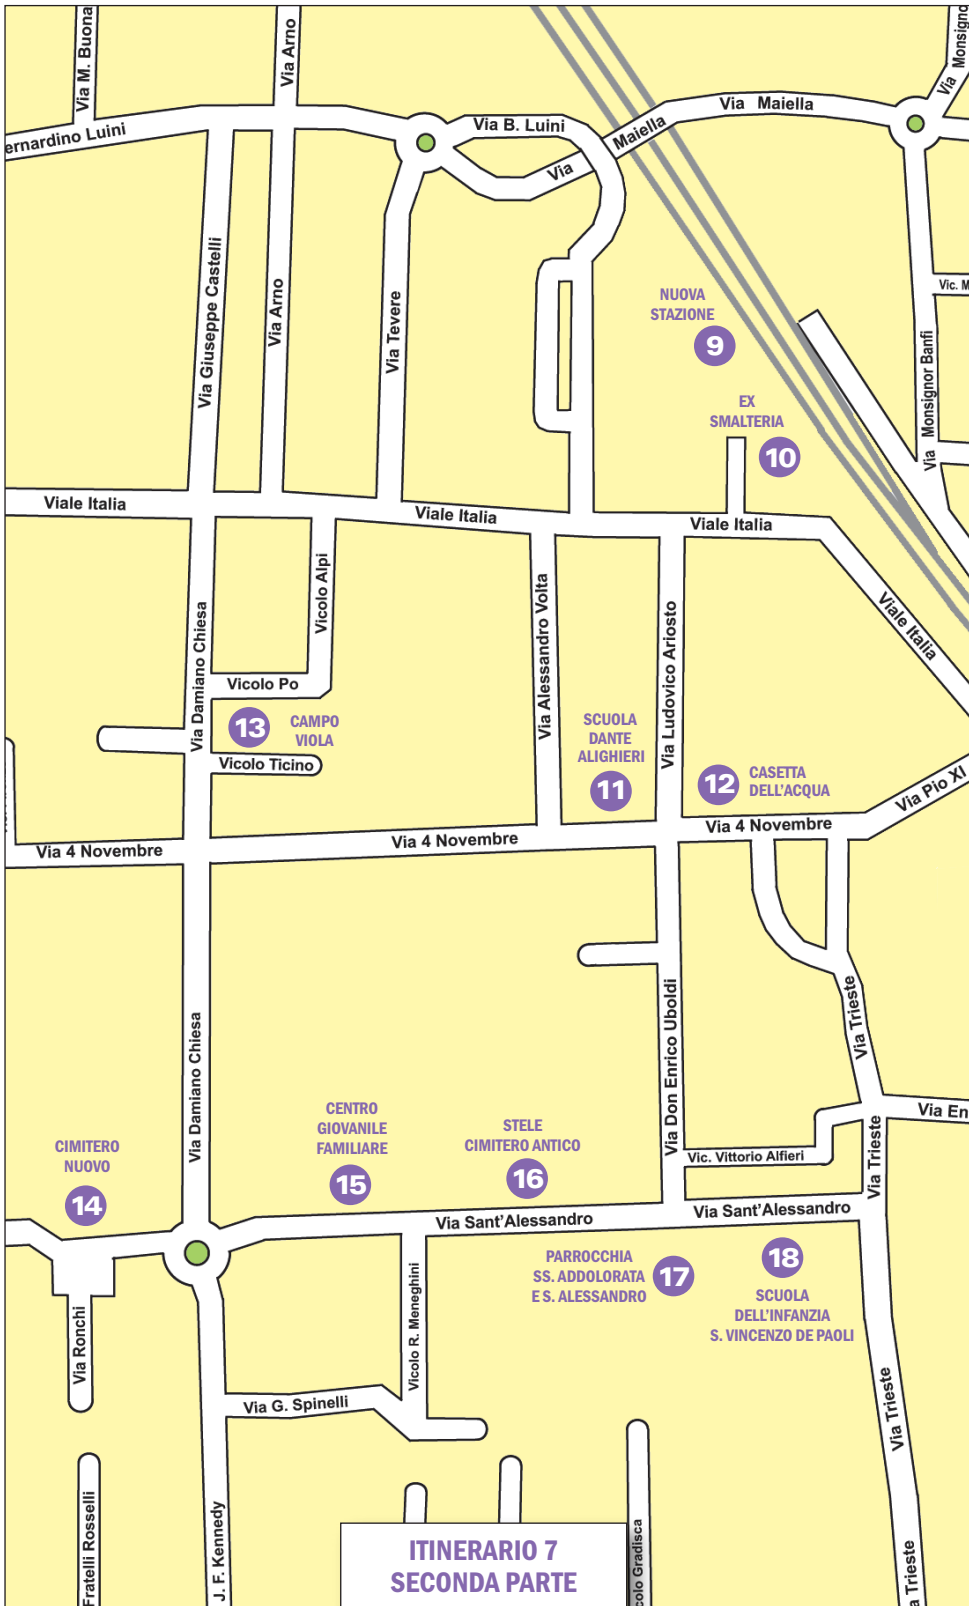 Via M. Buona
Via Arno
Via Monsigno
ernardino Luini
Via B. Luini
Via Maiella
Via Maiella
Via Giuseppe Castelli
Via Arno
Via Tevere
NUOVA
STAZIONE
9
Vic. M
Via Monsignor Banfi
EX
SMALTERIA
10
Viale Italia
Viale Italia
Viale Italia
Viale Italia
Vicolo Alpi
Via Damiano Chiesa
Via Alessandro Volta
Via Ludovico Ariosto
Vicolo Po
13
CAMPO
VIOLA
Vicolo Ticino
SCUOLA
DANTE
ALIGHIERI
11
12
CASETTA
DELL'ACQUA
Via Pio XI
Via 4 Novembre
Via 4 Novembre
Via 4 Novembre
Via Damiano Chiesa
Via Don Enrico Uboldi
Via Trieste
Via En
CENTRO
GIOVANILE
FAMILIARE
15
STELE
CIMITERO ANTICO
16
CIMITERO
NUOVO
14
Vic. Vittorio Alfieri
Via Trieste
Via Sant'Alessandro
Via Sant'Alessandro
PARROCCHIA
SS. ADDOLORATA
E S. ALESSANDRO
17
18
SCUOLA
DELL'INFANZIA
S. VINCENZO DE PAOLI
Via Ronchi
Vicolo R. Meneghini
Via G. Spinelli
Via Trieste
Fratelli Rosselli
J. F. Kennedy
colo Gradisca
a Trieste
ITINERARIO 7
SECONDA PARTE